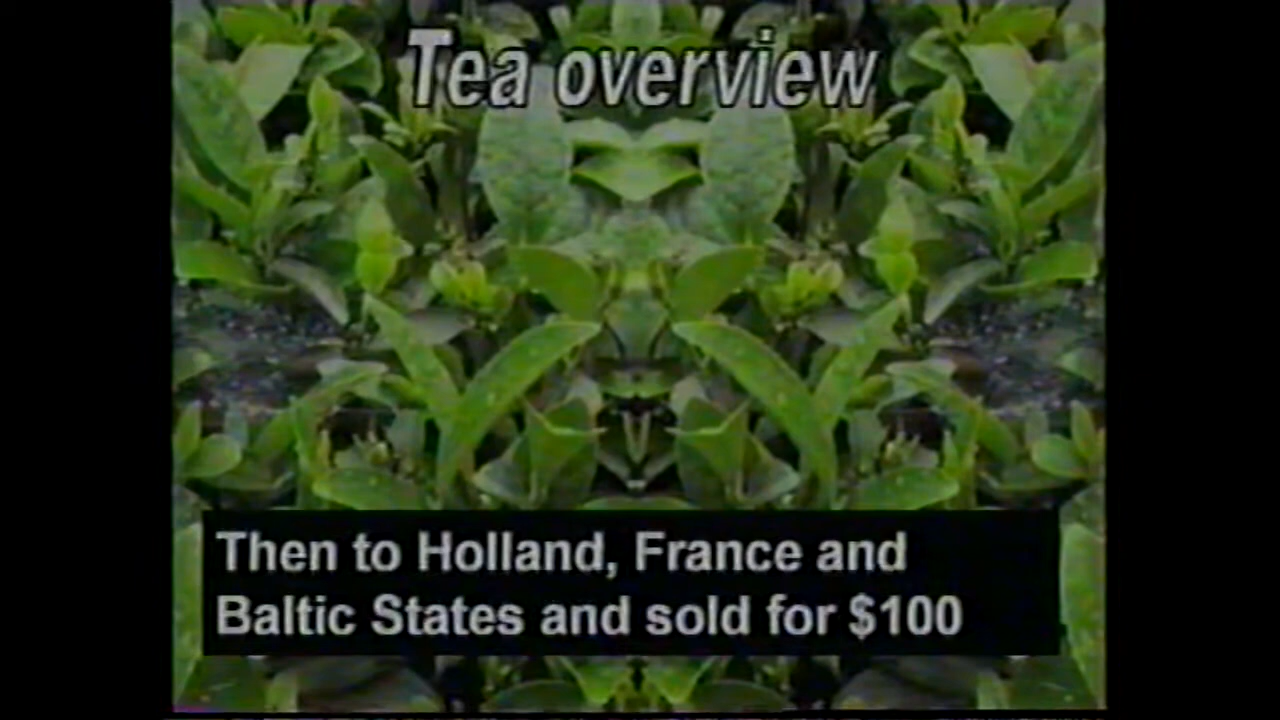 Tea overview
Then to Holland, France and
Baltic States and sold for $100